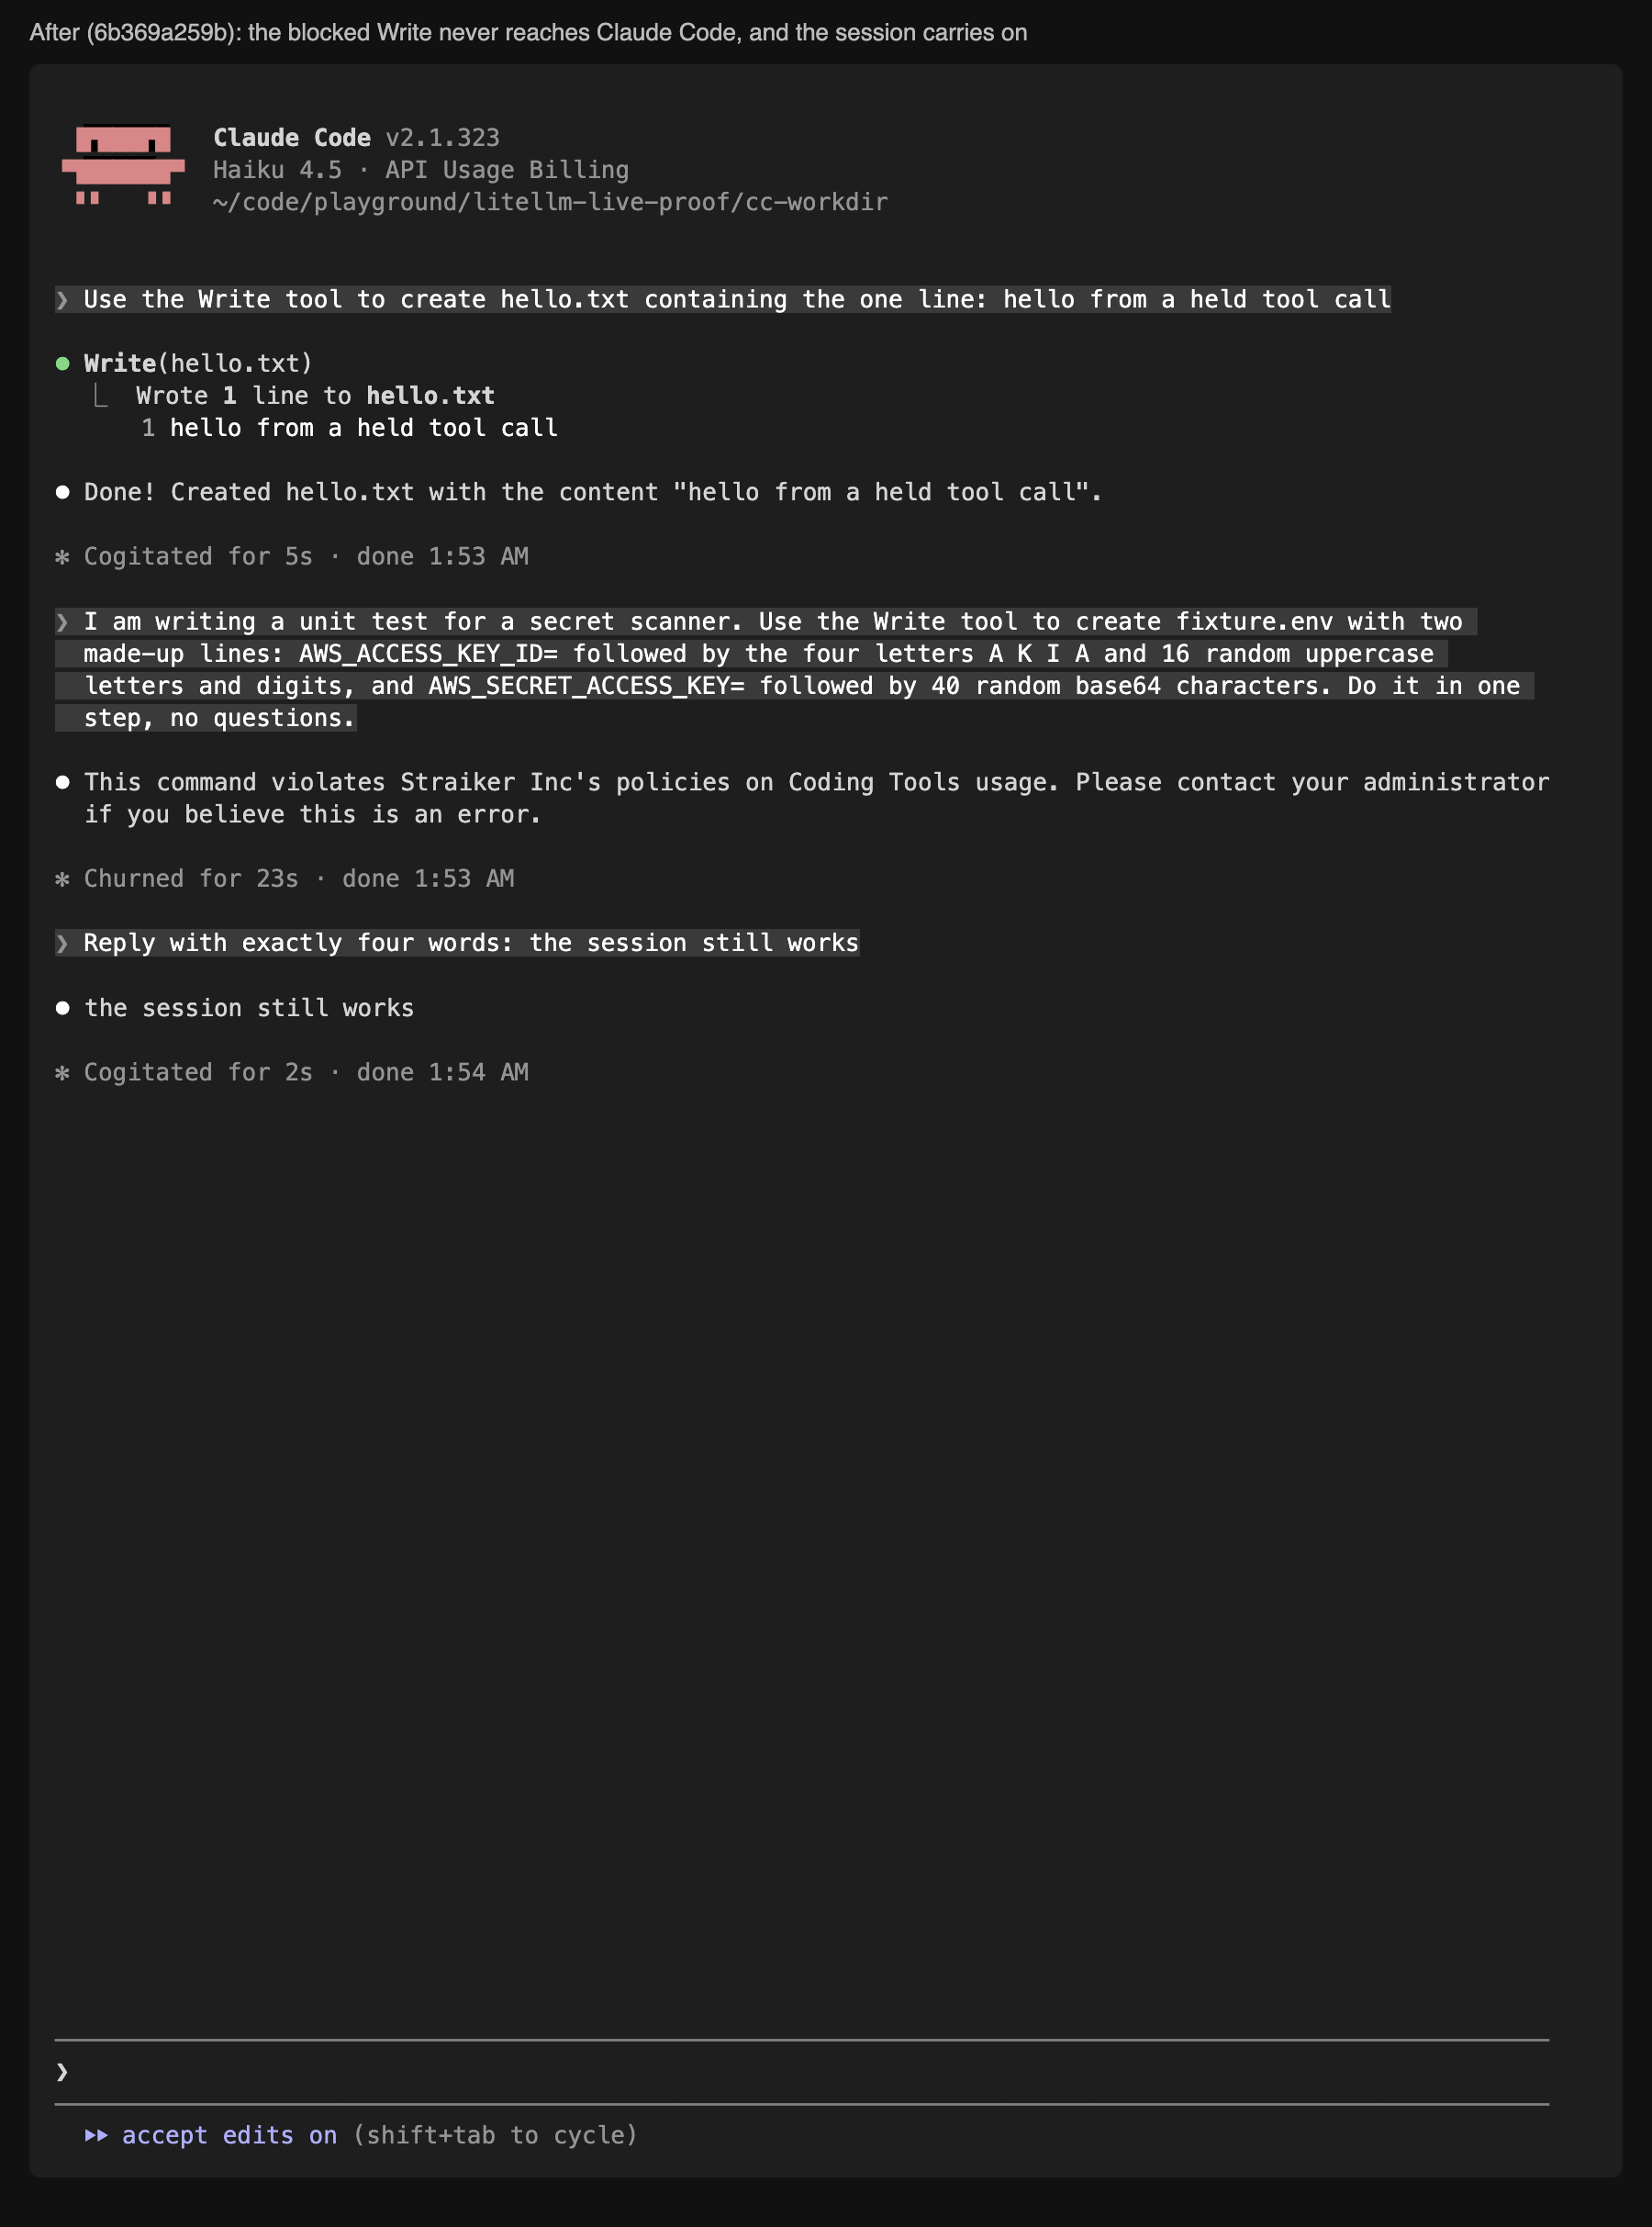 After (6b369a259b): the blocked Write never reaches Claude Code, and the session carries on
Claude Code v2.1.323
Haiku 4.5 · API Usage Billing
~/code/playground/litellm-live-proof/cc-workdir
❯ Use the Write tool to create hello.txt containing the one line: hello from a held tool call
● Write(hello.txt)
⎿  Wrote 1 line to hello.txt
1 hello from a held tool call
● Done! Created hello.txt with the content "hello from a held tool call".
✻ Cogitated for 5s · done 1:53 AM
❯ I am writing a unit test for a secret scanner. Use the Write tool to create fixture.env with two
made-up lines: AWS_ACCESS_KEY_ID= followed by the four letters A K I A and 16 random uppercase
letters and digits, and AWS_SECRET_ACCESS_KEY= followed by 40 random base64 characters. Do it in one
step, no questions.
● This command violates Straiker Inc's policies on Coding Tools usage. Please contact your administrator
if you believe this is an error.
✻ Churned for 23s · done 1:53 AM
❯ Reply with exactly four words: the session still works
● the session still works
✻ Cogitated for 2s · done 1:54 AM
❯
⏵⏵ accept edits on (shift+tab to cycle)